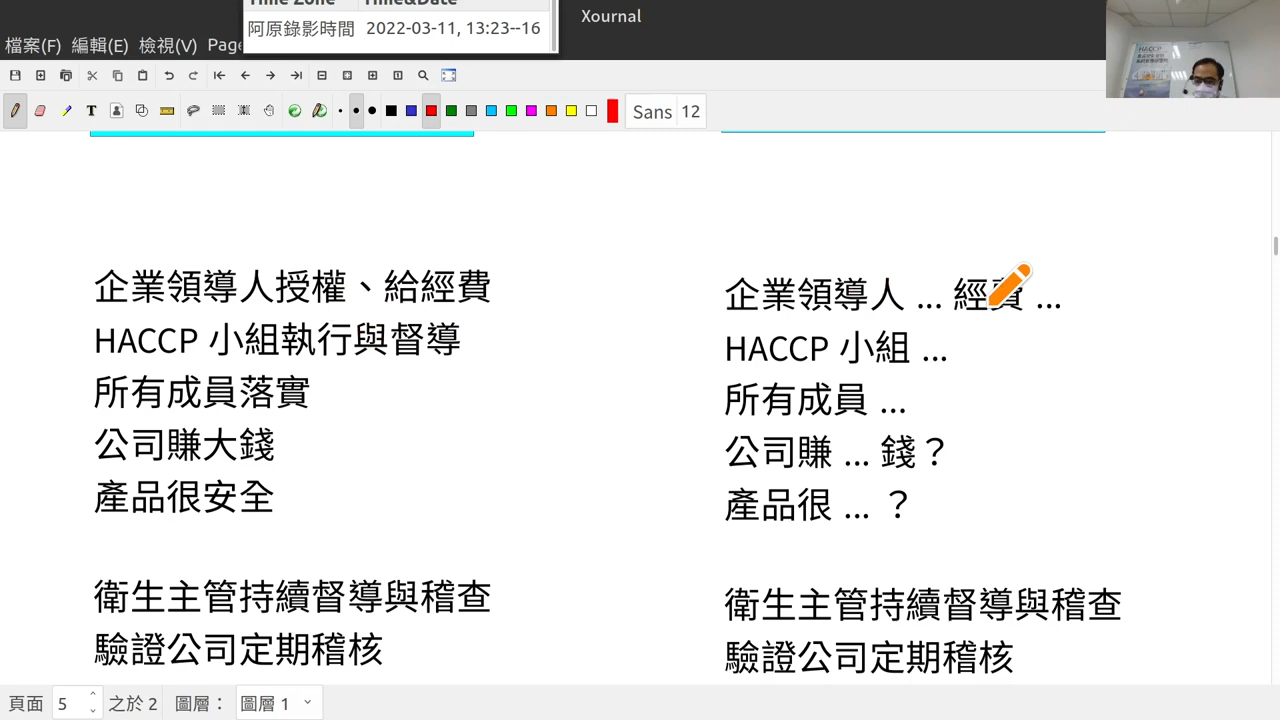 Xournal
Time Zone Time&Date
阿原錄影時間 2022-03-11, 13:23--16
檔案(F) 編輯(E) 檢視(V) Page
HACCP
Sans 12
企業領導人授權、給經費
HACCP 小組執行與督導
所有成員落實
公司賺大錢
產品很安全
衛生主管持續督導與稽查
驗證公司定期稽核
企業領導人 ... 經費 ...
HACCP 小組 ...
所有成員 ...
公司賺 ... 錢？
產品很 ... ？
衛生主管持續督導與稽查
驗證公司定期稽核
頁面 5 之於 2 圖層： 圖層 1